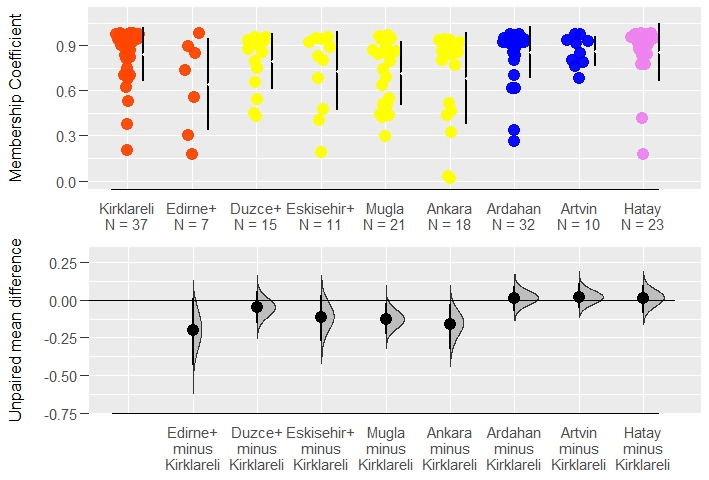 Membership Coefficient
0.9
0.6
0.3
0.0
Kirklareli Edirne+ Duzce+ Eskisehir+ Mugla Ankara Ardahan Artvin Hatay
N = 37 N = 7 N = 15 N = 11 N = 21 N = 18 N = 32 N = 10 N = 23
Unpaired mean difference
0.25
0.00
-0.25
-0.50
-0.75
Edirne+ Duzce+ Eskisehir+ Mugla Ankara Ardahan Artvin Hatay
minus minus minus minus minus minus minus minus
Kirklareli Kirklareli Kirklareli Kirklareli Kirklareli Kirklareli Kirklareli Kirklareli